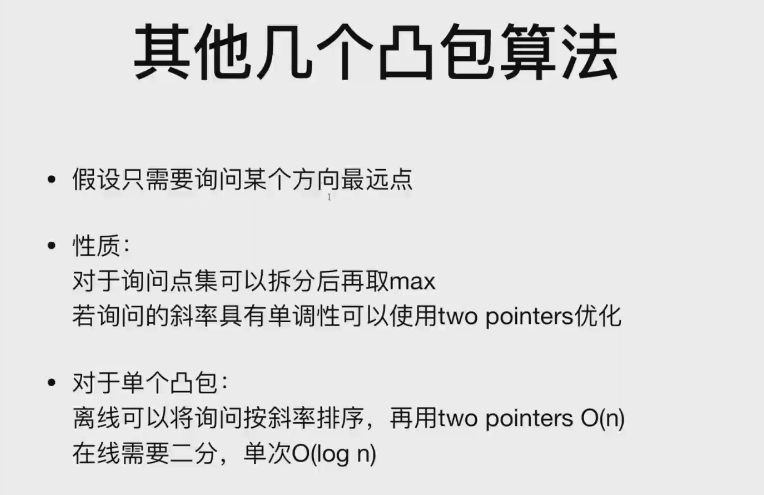 其他几个凸包算法
• 假设只需要询问某个方向最远点
1
• 性质：
对于询问点集可以拆分后再取max
若询问的斜率具有单调性可以使用two pointers优化
• 对于单个凸包：
离线可以将询问按斜率排序，再用two pointers O(n)
在线需要二分，单次O(log n)